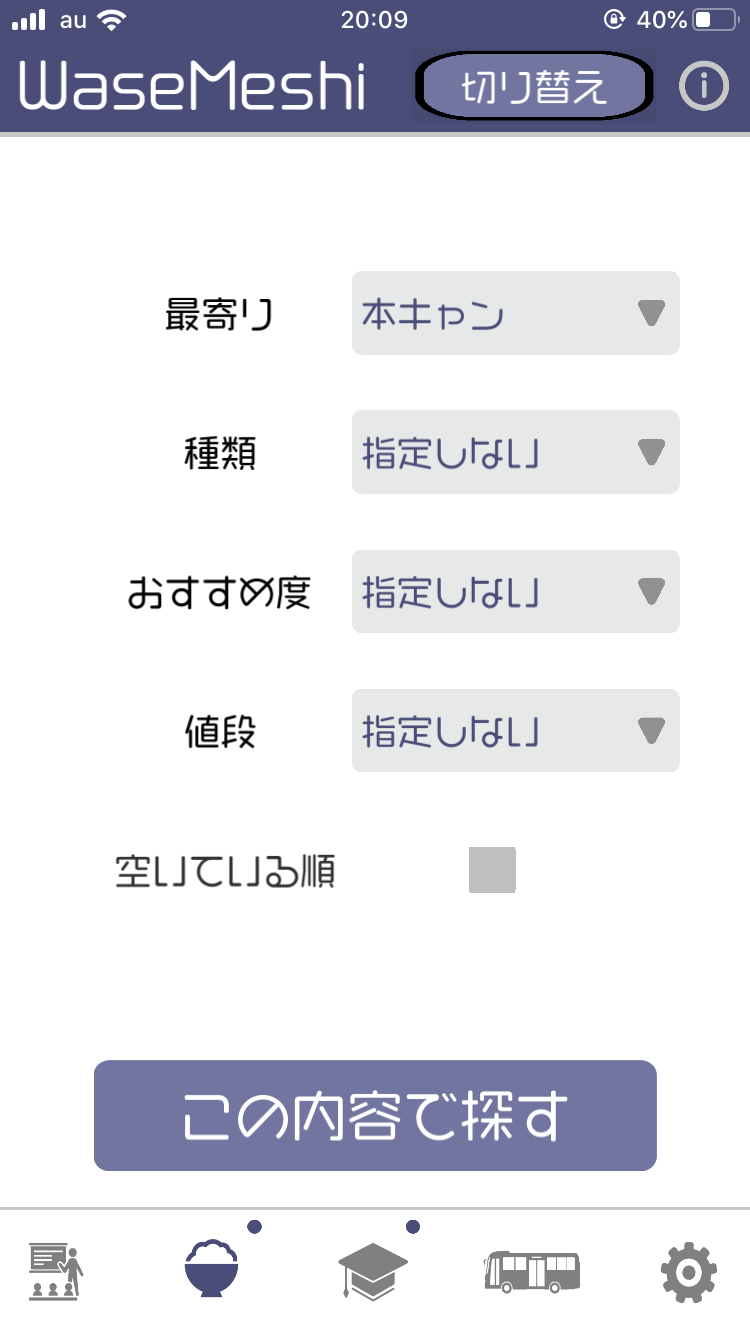 au 20:09 40%
WaseMeshi 切り替え
最寄り 本キャン
種類 指定しない
おすすめ度 指定しない
値段 指定しない
空いている順
この内容で探す